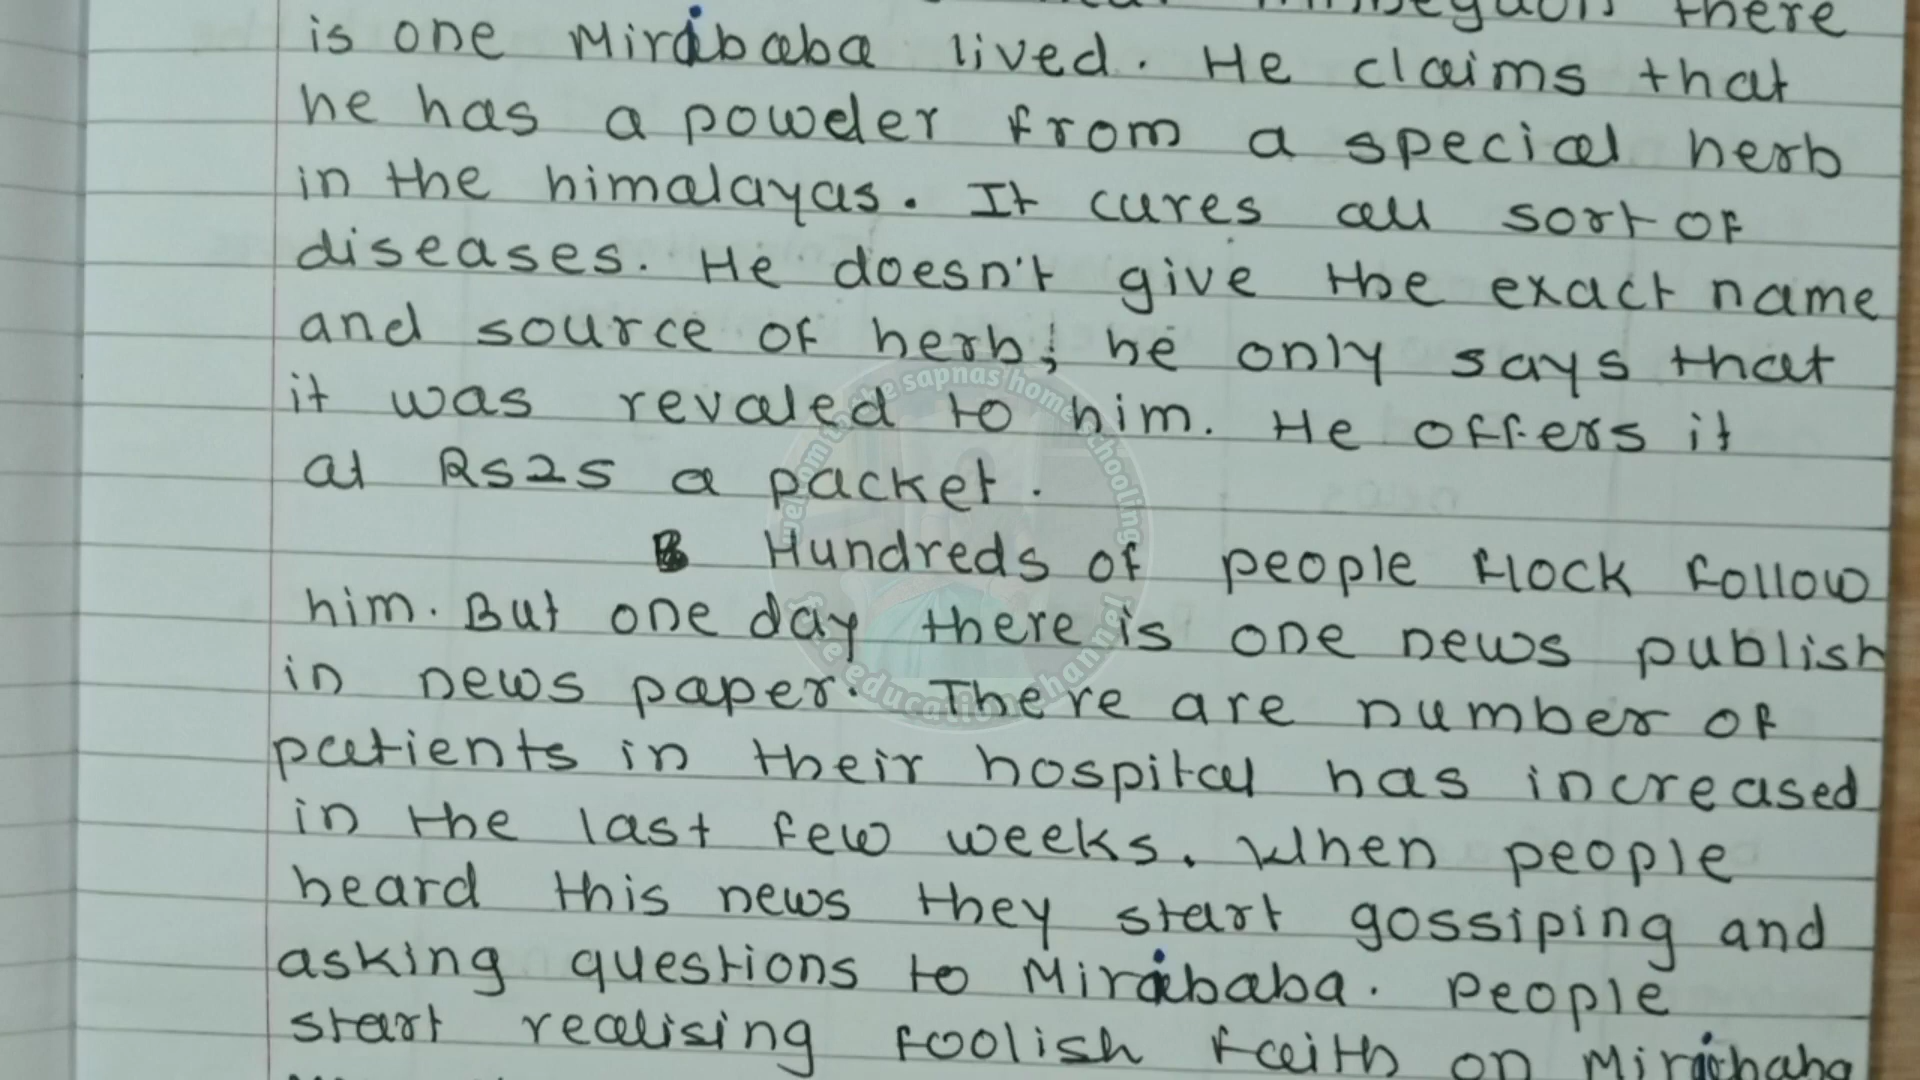 there
is one Mirababa lived. He claims that
he has a powder from a special herb
in the himalayas. It cures all sort of
diseases. He doesn't give the exact name
and source of herb; he only says that
it was revaled to him. He offers it
at Rs25 a packet.
Hundreds of people flock follow
him. But one day there is one news publish
in news paper. There are number of
patients in their hospital has increased
in the last few weeks. When people
heard this news they start gossiping and
asking questions to Mirababa. People
start realising foolish faith on Mirababa